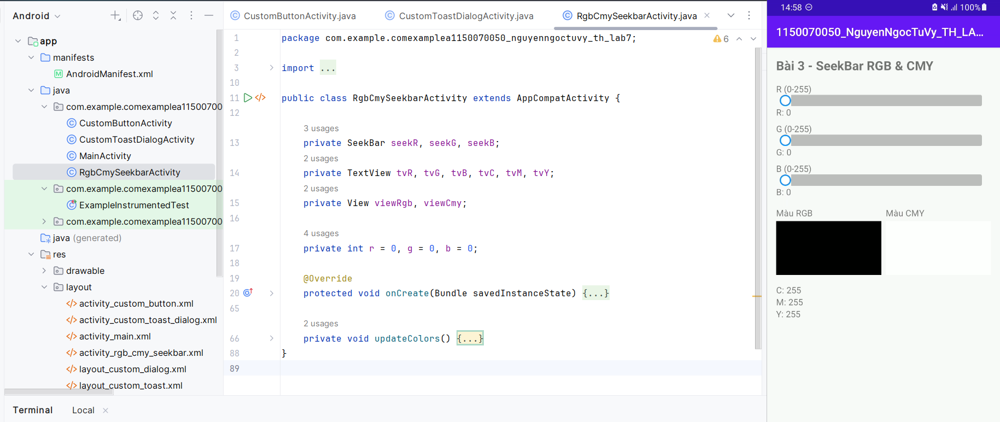 Android
app
manifests
AndroidManifest.xml
java
com.example.comexamplea11500700
CustomButtonActivity
CustomToastDialogActivity
MainActivity
RgbCmySeekbarActivity
com.example.comexamplea11500700
ExampleInstrumentedTest
com.example.comexamplea11500700
java (generated)
res
drawable
layout
activity_custom_button.xml
activity_custom_toast_dialog.xml
activity_main.xml
activity_rgb_cmy_seekbar.xml
layout_custom_dialog.xml
layout_custom_toast.xml
CustomButtonActivity.java
CustomToastDialogActivity.java
RgbCmySeekbarActivity.java
6
1 package com.example.comexamplea1150070050_nguyenngoctuvy_th_lab7;
2
3 import ...
10
11 public class RgbCmySeekbarActivity extends AppCompatActivity {
12
3 usages
13 private SeekBar seekR, seekG, seekB;
2 usages
14 private TextView tvR, tvG, tvB, tvC, tvM, tvY;
2 usages
15 private View viewRgb, viewCmy;
16
4 usages
17 private int r = 0, g = 0, b = 0;
18
19 @Override
20 protected void onCreate(Bundle savedInstanceState) {...}
65
2 usages
66 private void updateColors() {...}
88 }
89
Terminal
Local
14:58
100%
1150070050_NguyenNgocTuVy_TH_LA...
Bài 3 - SeekBar RGB & CMY
R (0-255)
R: 0
G (0-255)
G: 0
B (0-255)
B: 0
Màu RGB
Màu CMY
C: 255
M: 255
Y: 255